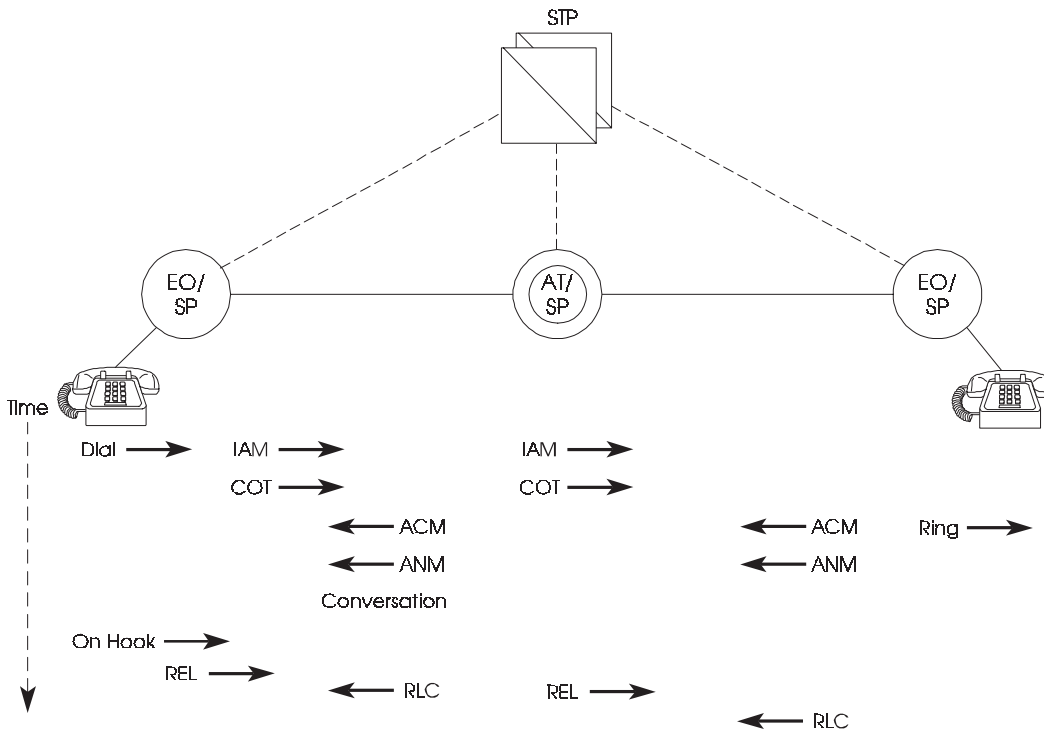 STP
EO/
SP
AT/
SP
EO/
SP
Time
Dial
IAM
IAM
COT
COT
ACM
ACM
Ring
ANM
ANM
Conversation
On Hook
REL
RLC
REL
RLC